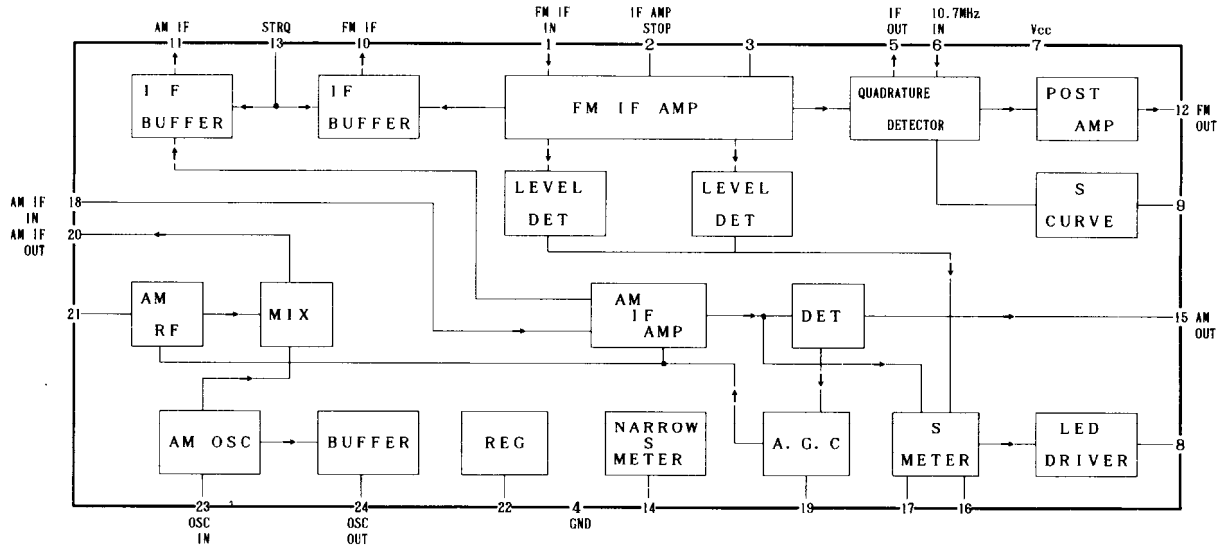 AM IF
STRQ
FM IF
FM IF
IN
IF AMP
STOP
IF
OUT
10.7MHz
IN
Vcc
11
13
10
1
2
3
5
6
7
I F
BUFFER
IF
BUFFER
FM IF AMP
QUADRATURE
DETECTOR
POST
AMP
12 FM
OUT
LEVEL
DET
LEVEL
DET
S
CURVE
9
AM IF
IN
18
AM IF
OUT
20
21
AM
RF
MIX
AM
IF
AMP
DET
15 AM
OUT
AM OSC
BUFFER
REG
NARROW
S
METER
A. G. C
S
METER
LED
DRIVER
8
23
OSC
IN
24
OSC
OUT
22
4
GND
14
19
17
16